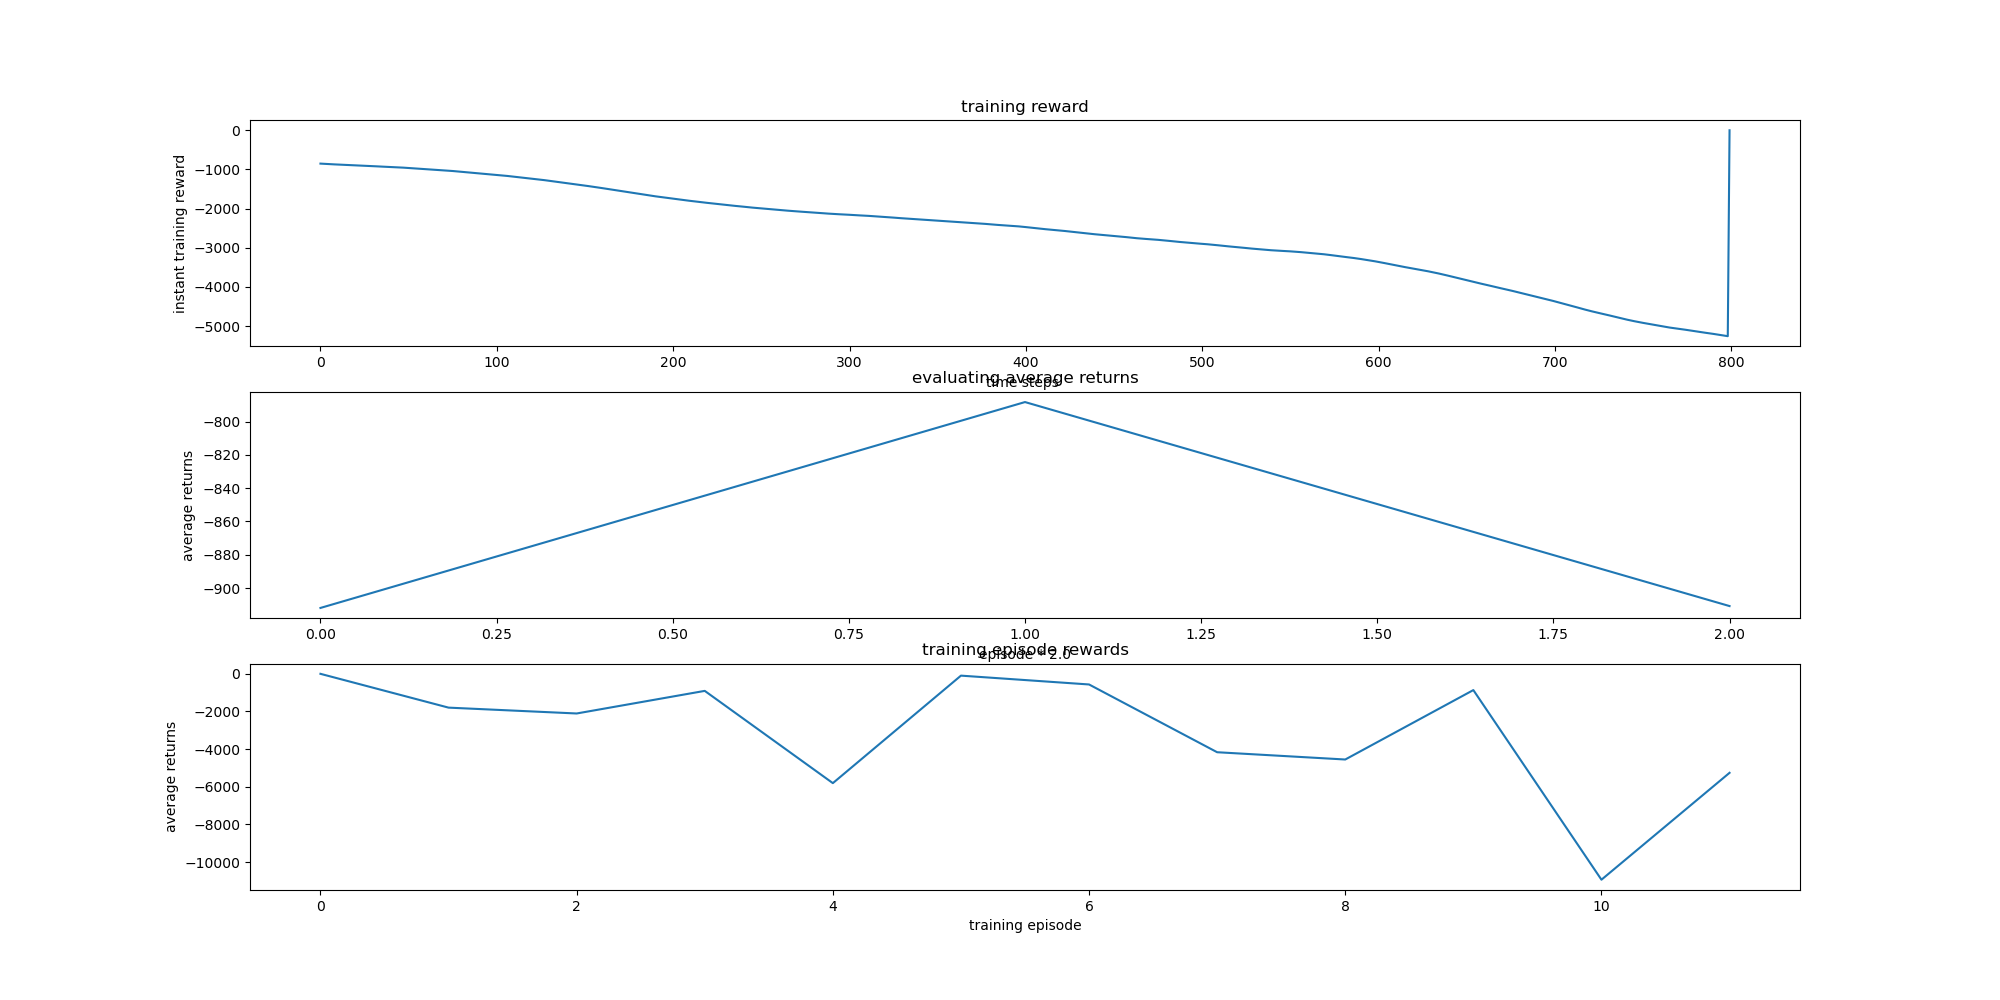 training reward
instant training reward
0
−1000
−2000
−3000
−4000
−5000
0 100 200 300 400 500 600 700 800
time steps
evaluating average returns
average returns
−800
−820
−840
−860
−880
−900
0.00 0.25 0.50 0.75 1.00 1.25 1.50 1.75 2.00
episode * 2.0
training episode rewards
average returns
0
−2000
−4000
−6000
−8000
−10000
0 2 4 6 8 10
training episode